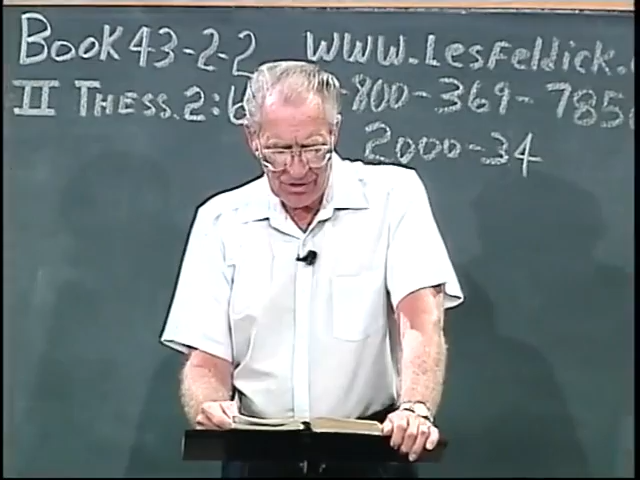 Book 43-2-2
www.LesFeldick.
II Thess. 2:6
800-369-785
2000-34